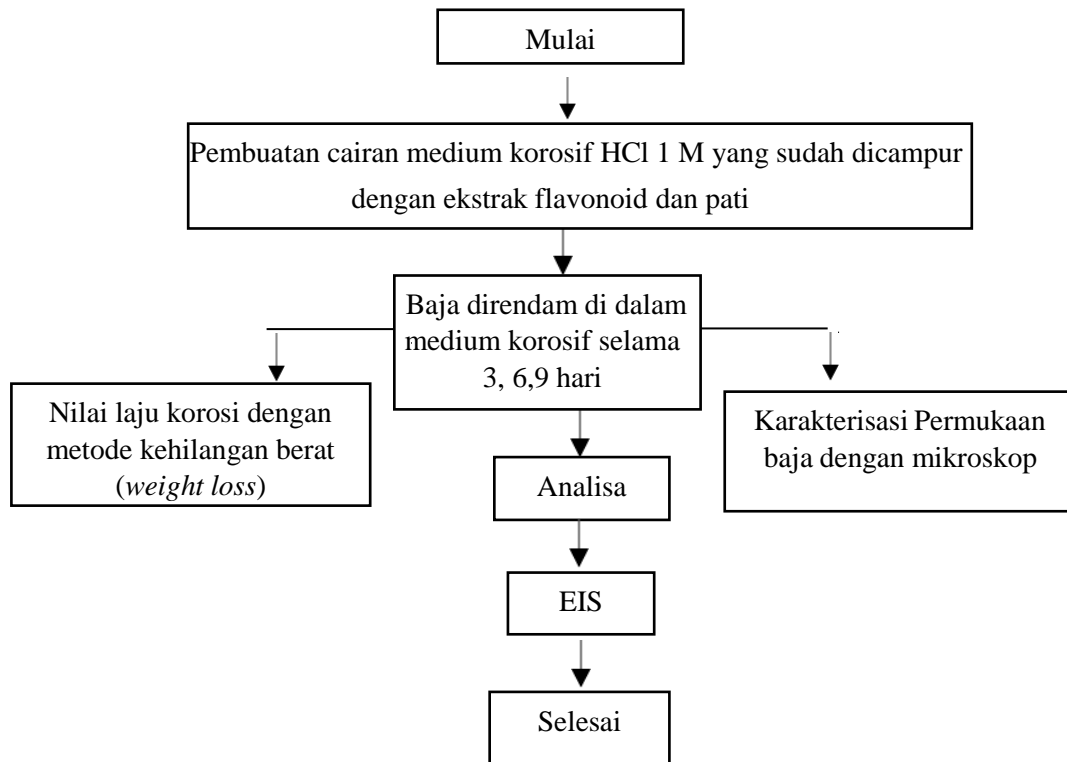 Mulai
Pembuatan cairan medium korosif HCl 1 M yang sudah dicampur
dengan ekstrak flavonoid dan pati
Baja direndam di dalam
medium korosif selama
3, 6,9 hari
Nilai laju korosi dengan
metode kehilangan berat
(weight loss)
Karakterisasi Permukaan
baja dengan mikroskop
Analisa
EIS
Selesai